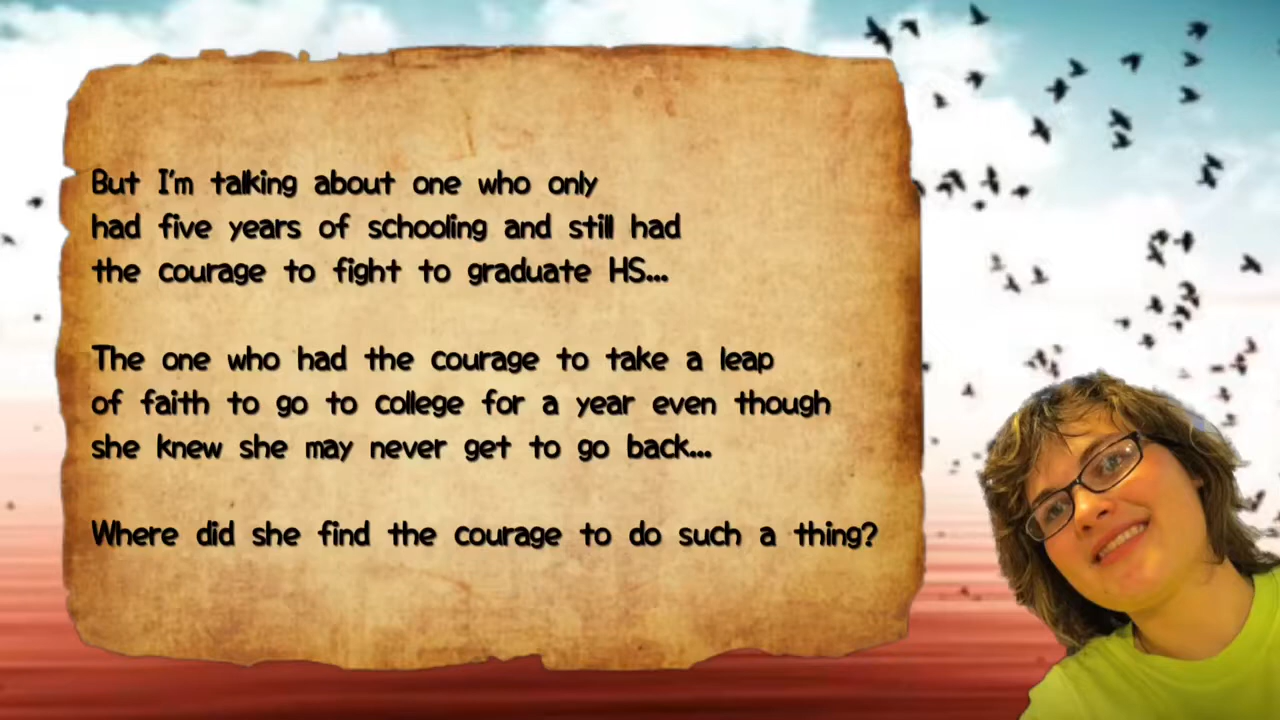 But I'm talking about one who only
had five years of schooling and still had
the courage to fight to graduate HS...
The one who had the courage to take a leap
of faith to go to college for a year even though
she knew she may never get to go back...
Where did she find the courage to do such a thing?